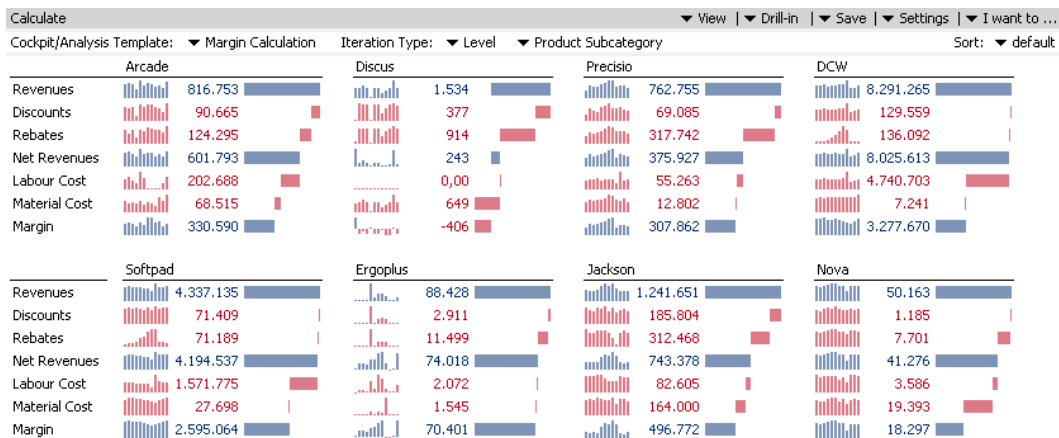 Calculate ▼ View | ▼ Drill-in | ▼ Save | ▼ Settings | ▼ I want to ...
Cockpit/Analysis Template: ▼ Margin Calculation Iteration Type: ▼ Level ▼ Product Subcategory Sort: ▼ default
Arcade Discus Precisio DCW
Revenues 816.753 1.534 762.755 8.291.265
Discounts 90.665 377 69.085 129.559
Rebates 124.295 914 317.742 136.092
Net Revenues 601.793 243 375.927 8.025.613
Labour Cost 202.688 0,00 55.263 4.740.703
Material Cost 68.515 649 12.802 7.241
Margin 330.590 -406 307.862 3.277.670
Softpad Ergoplus Jackson Nova
Revenues 4.337.135 88.428 1.241.651 50.163
Discounts 71.409 2.911 185.804 1.185
Rebates 71.189 11.499 312.468 7.701
Net Revenues 4.194.537 74.018 743.378 41.276
Labour Cost 1.571.775 2.072 82.605 3.586
Material Cost 27.698 1.545 164.000 19.393
Margin 2.595.064 70.401 496.772 18.297